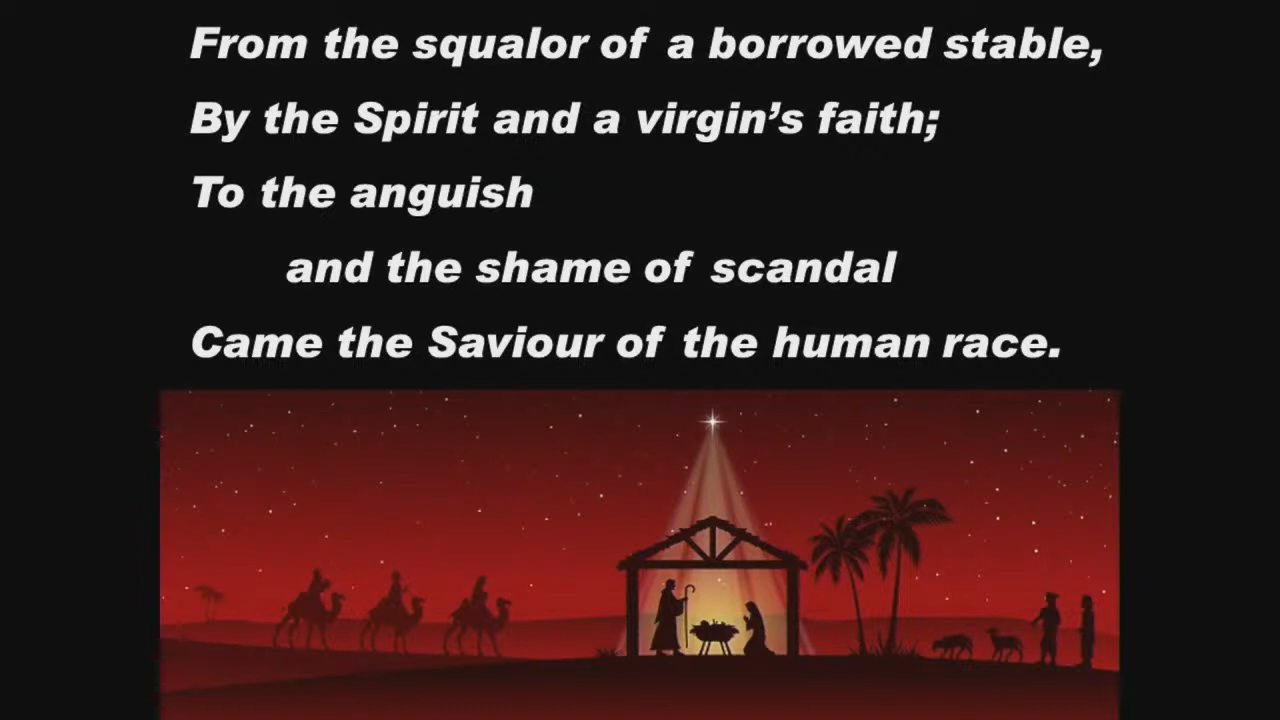 From the squalor of a borrowed stable,
By the Spirit and a virgin’s faith;
To the anguish
and the shame of scandal
Came the Saviour of the human race.